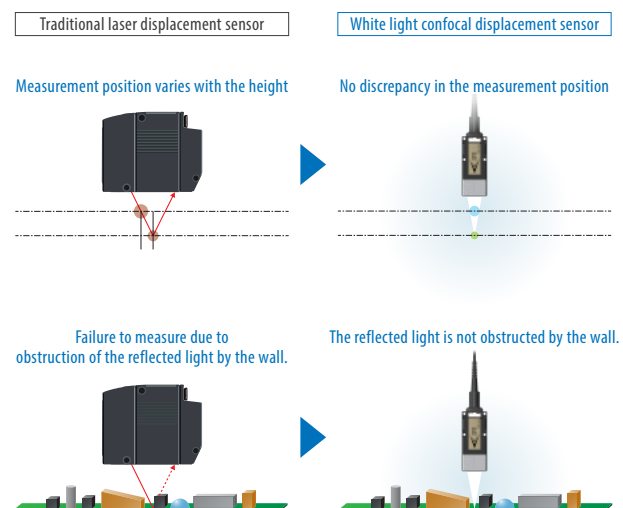 Traditional laser displacement sensor
White light confocal displacement sensor
Measurement position varies with the height
No discrepancy in the measurement position
Failure to measure due to
obstruction of the reflected light by the wall.
The reflected light is not obstructed by the wall.